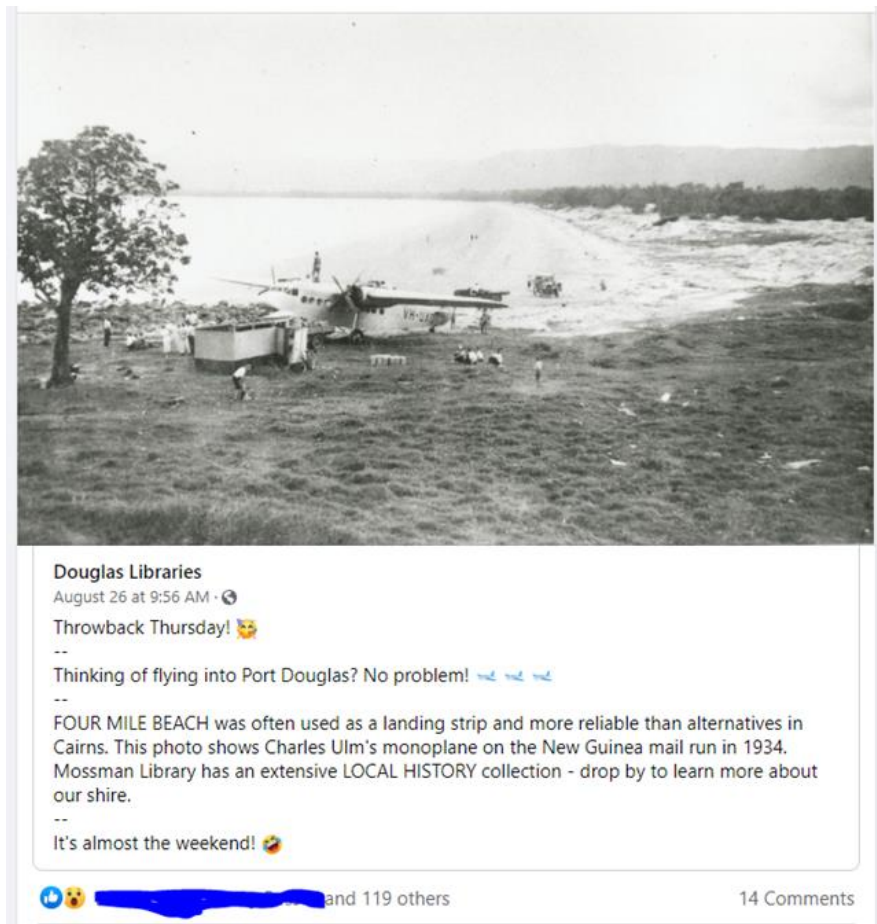 Douglas Libraries
August 26 at 9:56 AM ·
Throwback Thursday! 🥳
--
Thinking of flying into Port Douglas? No problem! 🛫 🛫 🛫
--
FOUR MILE BEACH was often used as a landing strip and more reliable than alternatives in
Cairns. This photo shows Charles Ulm's monoplane on the New Guinea mail run in 1934.
Mossman Library has an extensive LOCAL HISTORY collection - drop by to learn more about
our shire.
--
It's almost the weekend! 🤣
and 119 others
14 Comments